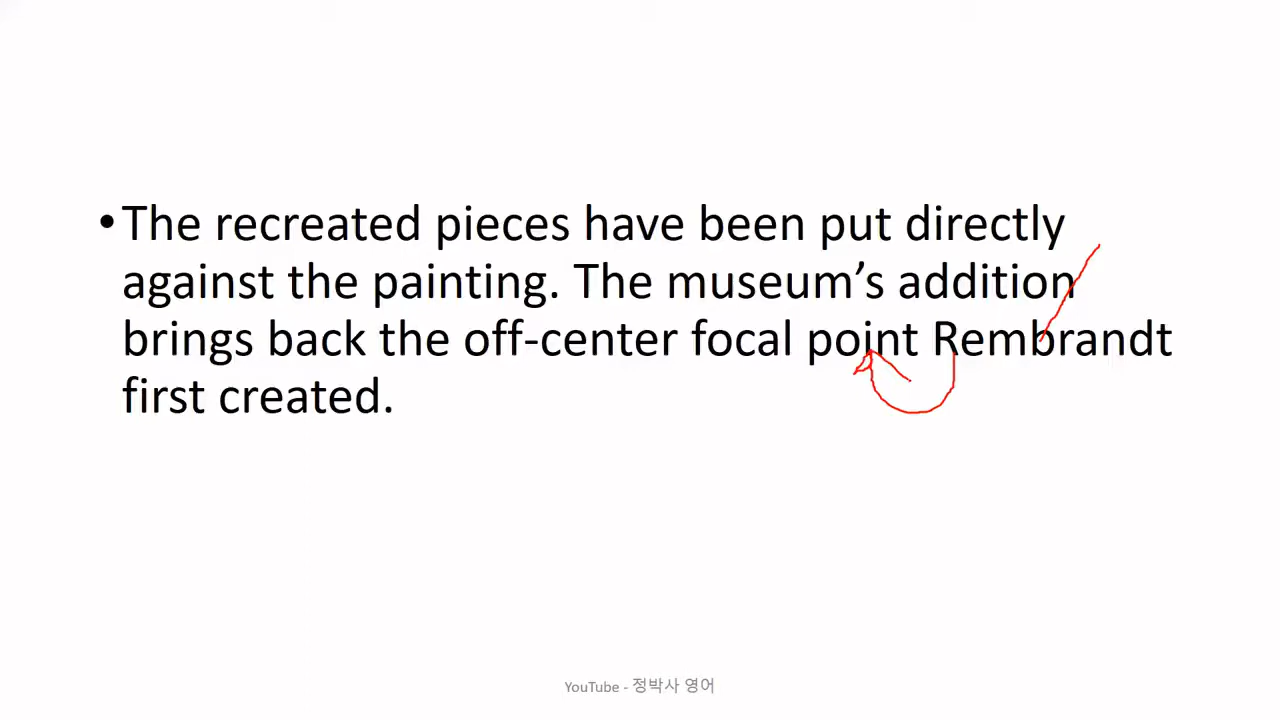 •The recreated pieces have been put directly
against the painting. The museum’s addition
brings back the off-center focal point Rembrandt
first created.
YouTube - 정박사 영어